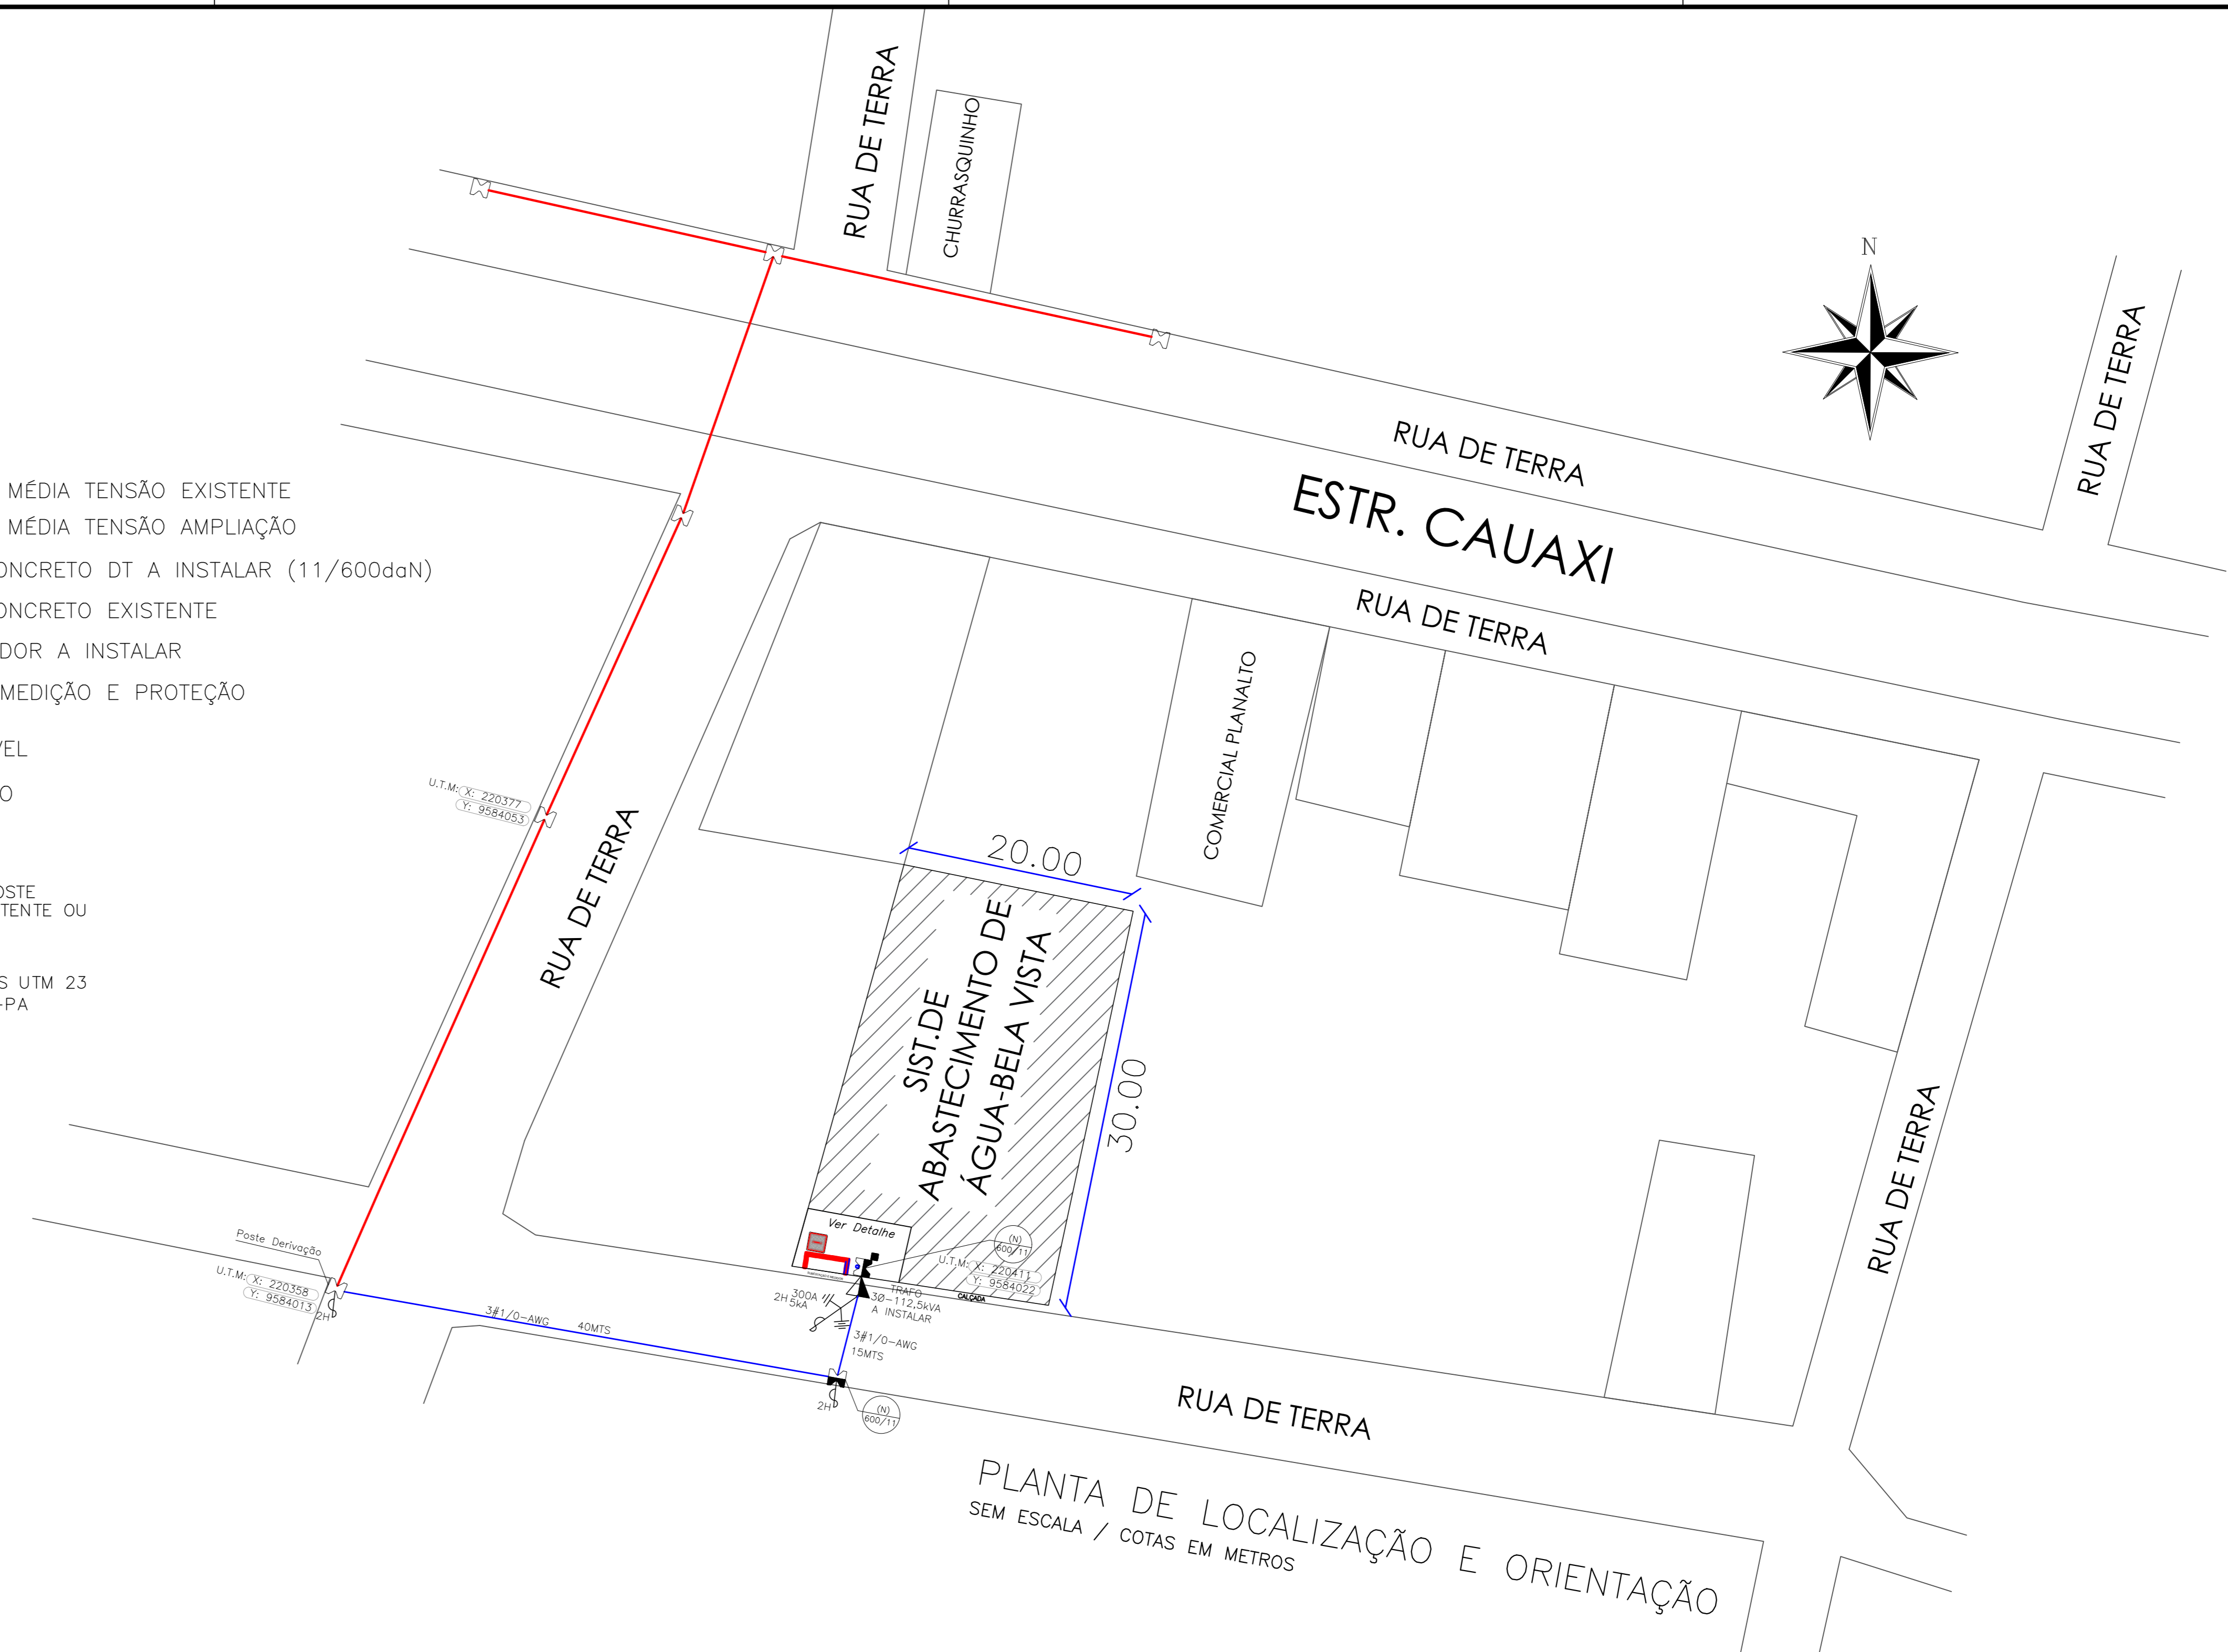 RUA DE TERRA
CHURRASQUINHO
N
RUA DE TERRA
RUA DE TERRA
ESTR. CAUAXI
RUA DE TERRA
MÉDIA TENSÃO EXISTENTE
MÉDIA TENSÃO AMPLIAÇÃO
ONCRETO DT A INSTALAR (11/600daN)
ONCRETO EXISTENTE
DOR A INSTALAR
MEDIÇÃO E PROTEÇÃO
VEL
O
OSTE
TENTE OU
S UTM 23
-PA
U.T.M: X: 220377
Y: 9584053
RUA DE TERRA
COMERCIAL PLANALTO
20.00
30.00
SIST.DE
ABASTECIMENTO DE
ÁGUA-BELA VISTA
RUA DE TERRA
Ver Detalhe
(N)
600/11
U.T.M: X: 220411
Y: 9584022
CALÇADA
TRAFO
3Ø-112,5kVA
A INSTALAR
300A
2H 5kA
Poste Derivação
U.T.M: X: 220358
Y: 9584013
2H
3#1/0-AWG 40MTS
3#1/0-AWG
15MTS
2H
(N)
600/11
RUA DE TERRA
PLANTA DE LOCALIZAÇÃO E ORIENTAÇÃO
SEM ESCALA / COTAS EM METROS